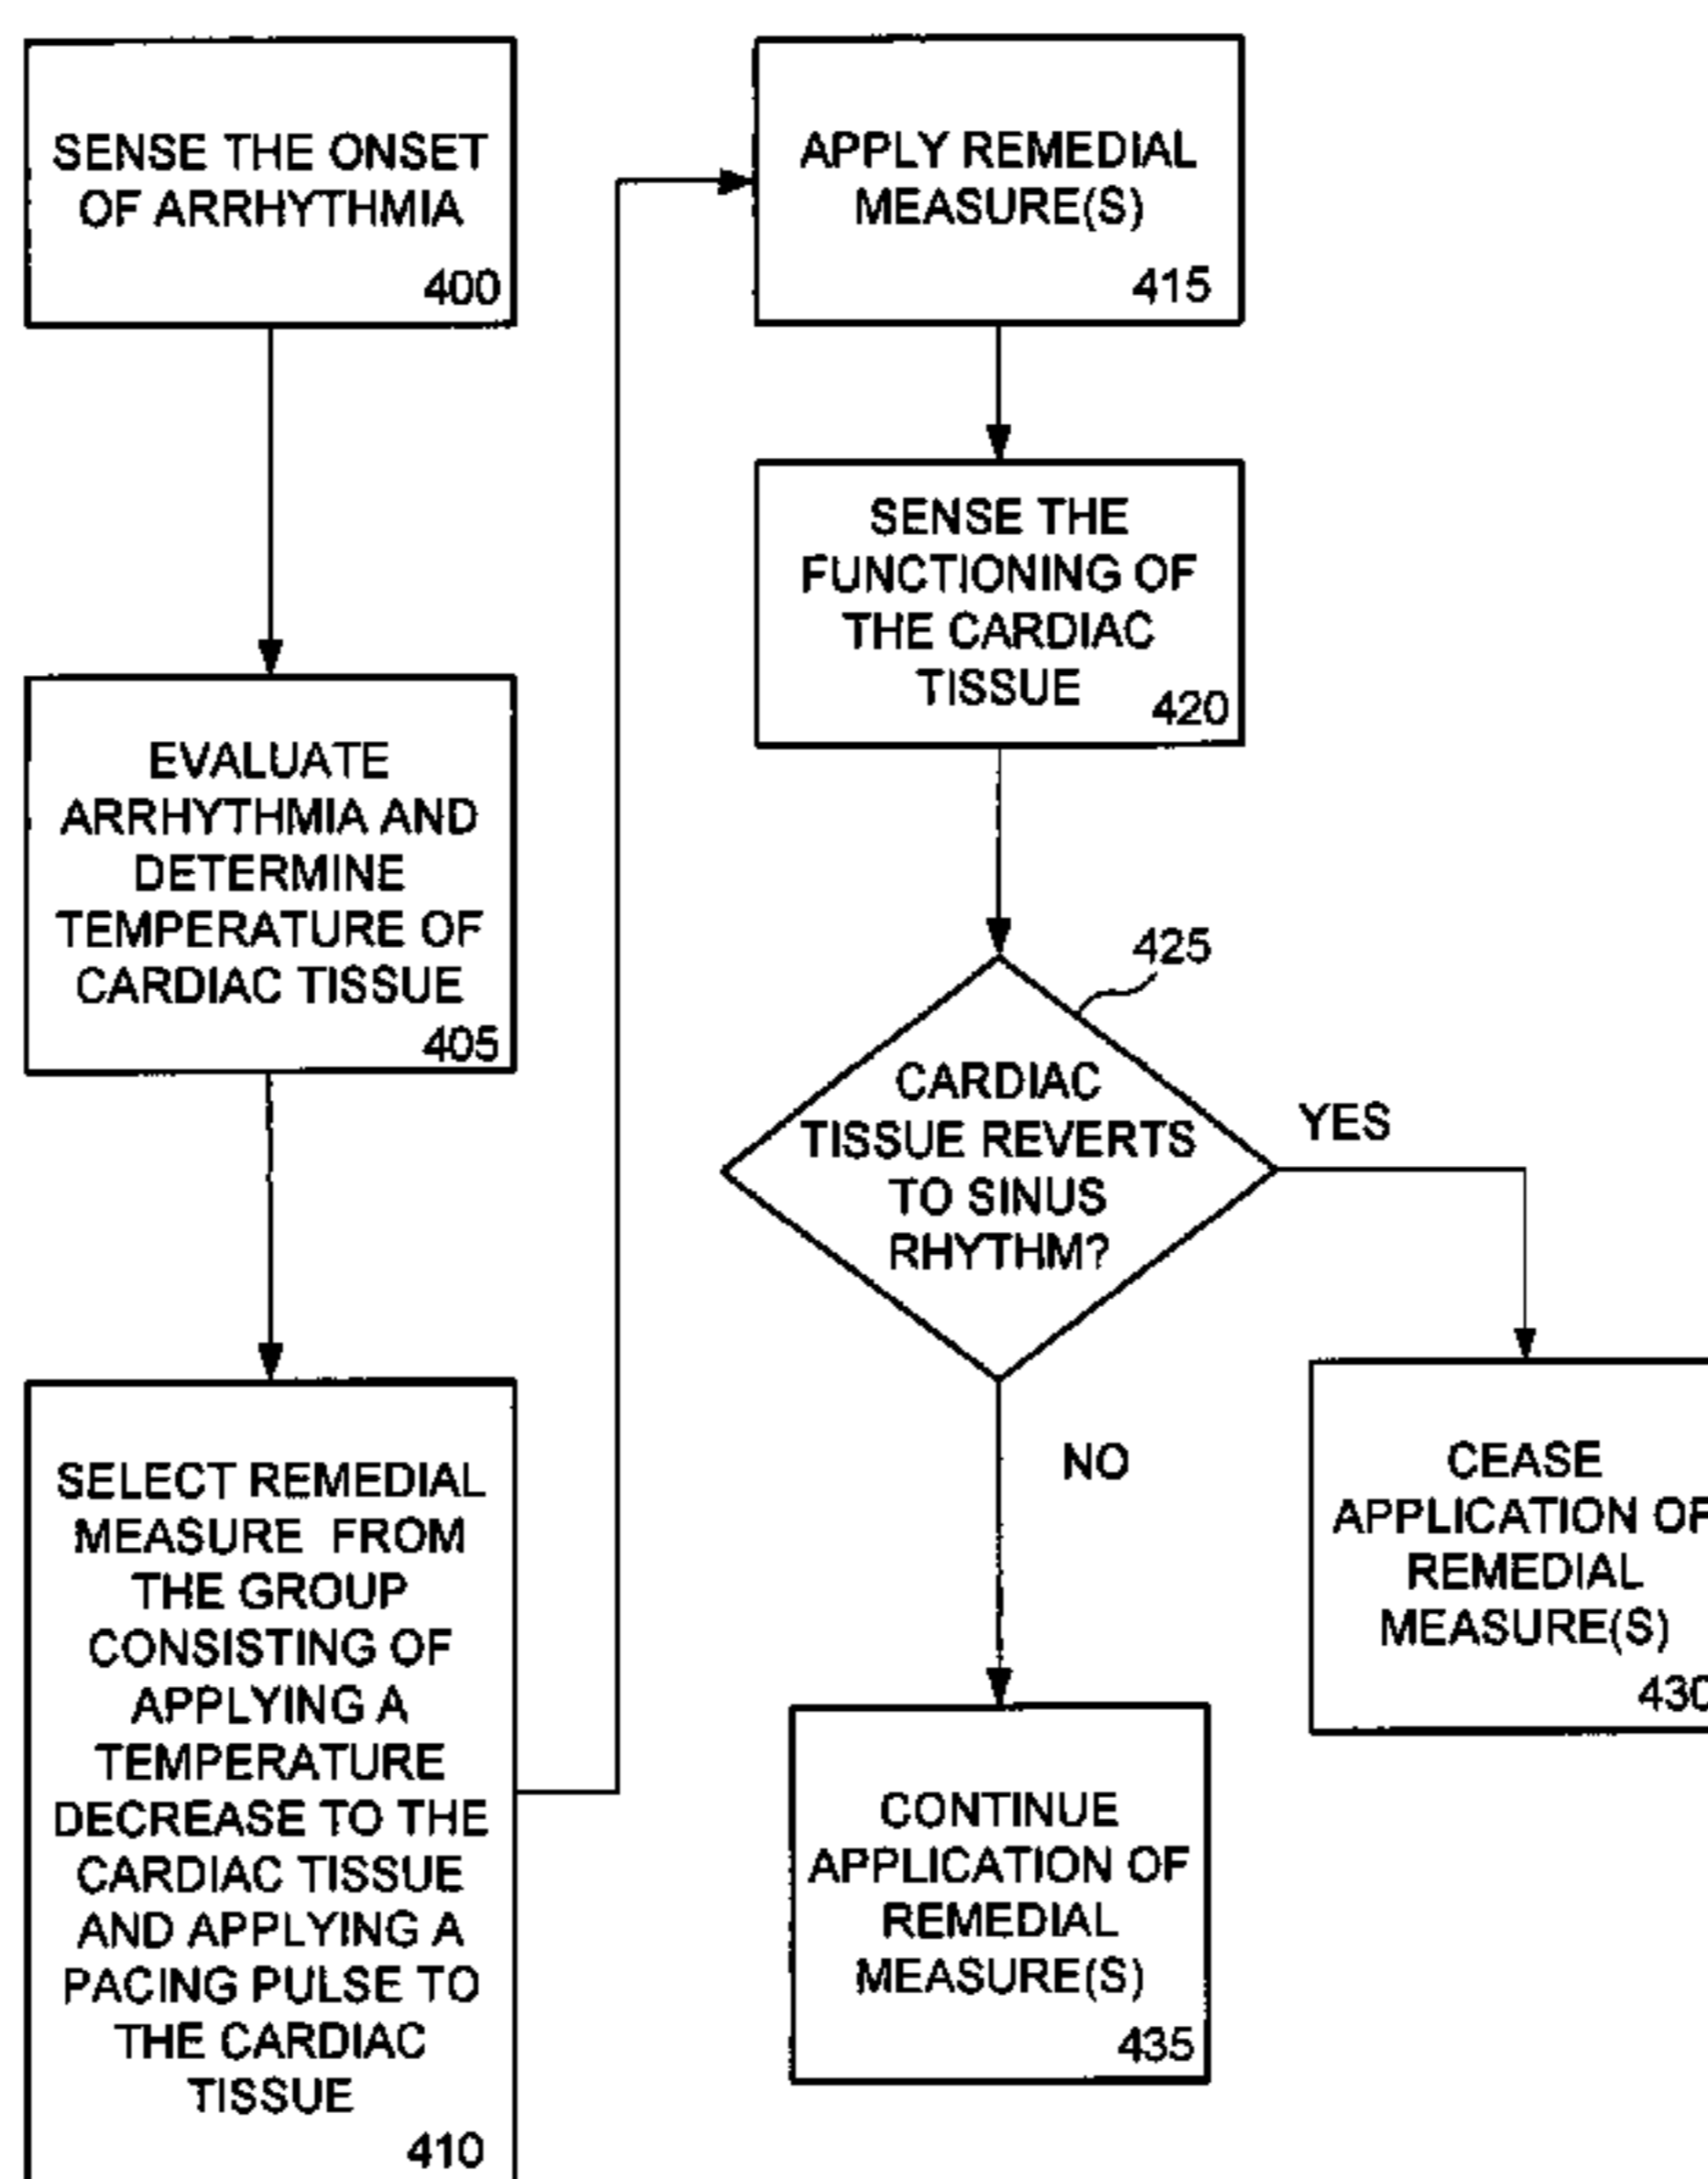 SENSE THE ONSET
OF ARRHYTHMIA
400
EVALUATE
ARRHYTHMIA AND
DETERMINE
TEMPERATURE OF
CARDIAC TISSUE
405
SELECT REMEDIAL
MEASURE FROM
THE GROUP
CONSISTING OF
APPLYING A
TEMPERATURE
DECREASE TO THE
CARDIAC TISSUE
AND APPLYING A
PACING PULSE TO
THE CARDIAC
TISSUE
410
APPLY REMEDIAL
MEASURE(S)
415
SENSE THE
FUNCTIONING OF
THE CARDIAC
TISSUE
420
425
CARDIAC
TISSUE REVERTS
TO SINUS
RHYTHM?
YES
NO
CEASE
APPLICATION OF
REMEDIAL
MEASURE(S)
430
CONTINUE
APPLICATION OF
REMEDIAL
MEASURE(S)
435